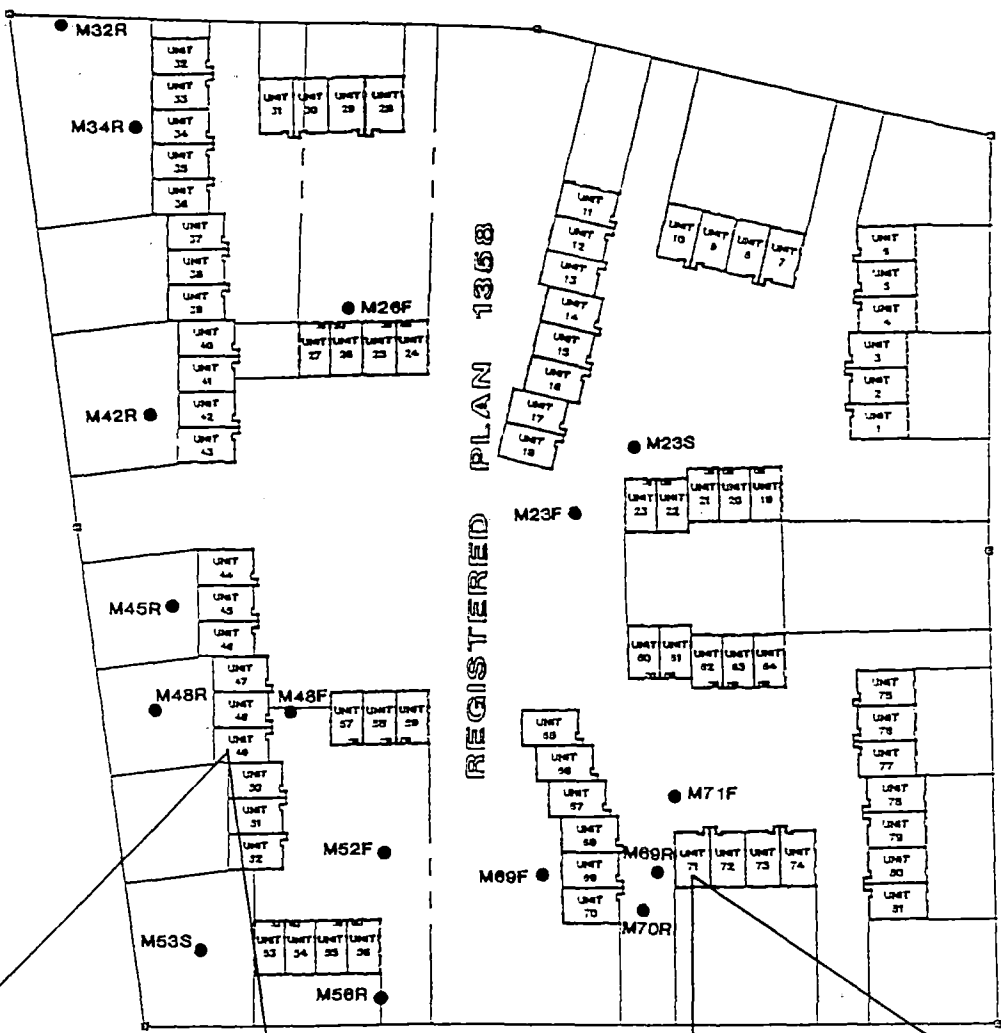 M32R
UNIT
32
UNIT
33
M34R
UNIT
34
UNIT
35
UNIT
36
UNIT UNIT UNIT UNIT
31 30 29 28
UNIT
37
UNIT
38
UNIT
39
M26F
UNIT UNIT UNIT UNIT
27 26 25 24
UNIT
40
UNIT
41
M42R
UNIT
42
UNIT
43
REGISTERED PLAN 1368
UNIT
11
UNIT
12
UNIT
13
UNIT
14
UNIT
15
UNIT
16
UNIT
17
UNIT
18
UNIT UNIT UNIT UNIT
10 9 8 7
UNIT
6
UNIT
5
UNIT
4
UNIT
3
UNIT
2
UNIT
1
M23S
M23F
UNIT UNIT UNIT UNIT UNIT
23 22 21 20 19
UNIT
44
M45R
UNIT
45
UNIT
46
UNIT
47
M48R
UNIT
48
M48F
UNIT
49
UNIT UNIT UNIT
57 58 59
UNIT
50
UNIT
51
UNIT
52
M52F
M53S
UNIT UNIT UNIT UNIT
53 54 55 56
M56R
UNIT UNIT UNIT UNIT UNIT
60 61 62 63 64
UNIT
65
UNIT
66
UNIT
67
UNIT
68
M69F
UNIT
69
UNIT
70
M71F
M69R
M70R
UNIT UNIT UNIT UNIT
71 72 73 74
UNIT
75
UNIT
76
UNIT
77
UNIT
78
UNIT
79
UNIT
80
UNIT
81